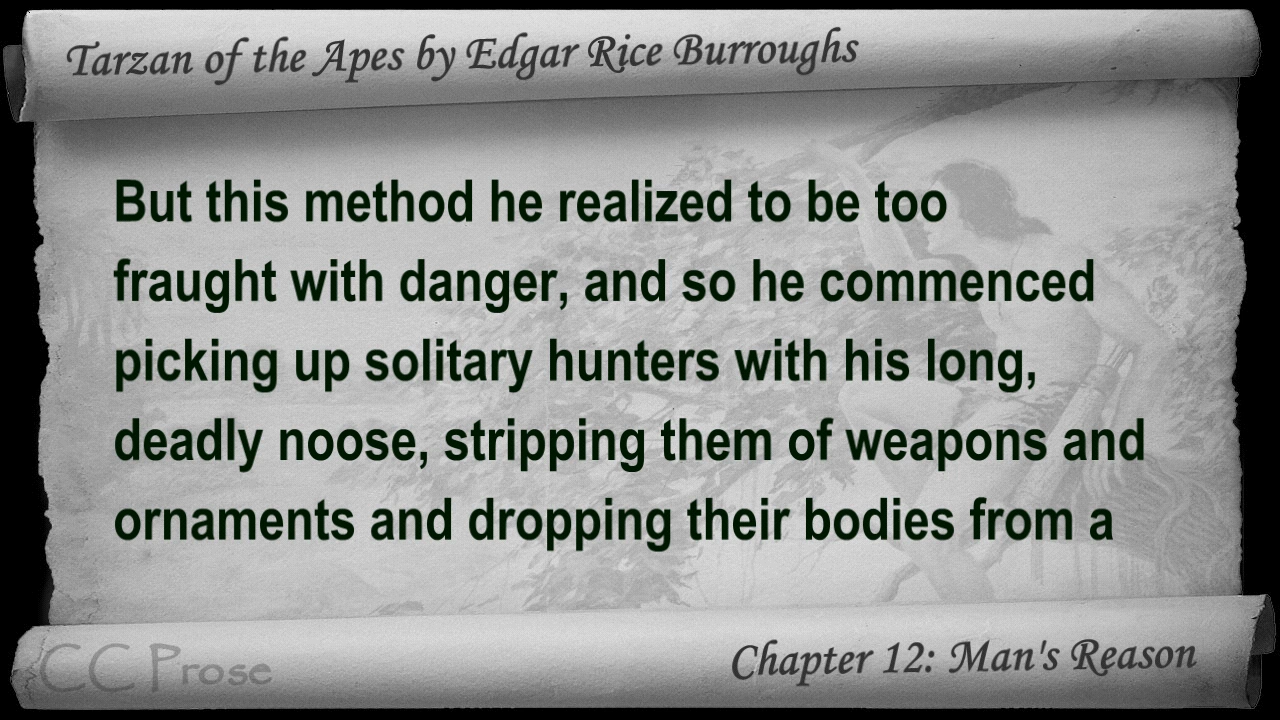 Tarzan of the Apes by Edgar Rice Burroughs
But this method he realized to be too
fraught with danger, and so he commenced
picking up solitary hunters with his long,
deadly noose, stripping them of weapons and
ornaments and dropping their bodies from a
CC Prose
Chapter 12: Man's Reason